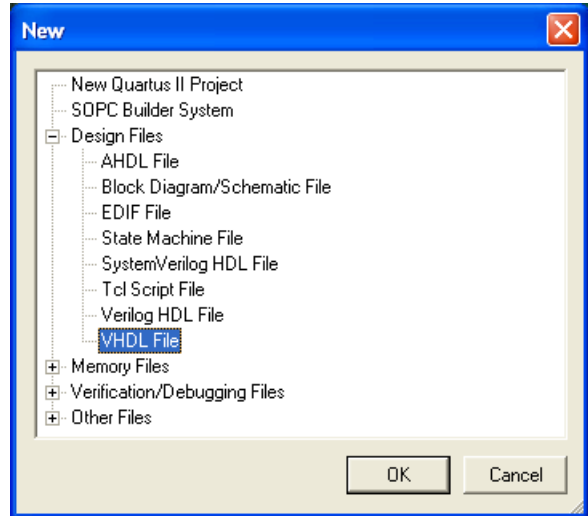 New
New Quartus II Project
SOPC Builder System
Design Files
AHDL File
Block Diagram/Schematic File
EDIF File
State Machine File
SystemVerilog HDL File
Tcl Script File
Verilog HDL File
VHDL File
Memory Files
Verification/Debugging Files
Other Files
OK Cancel